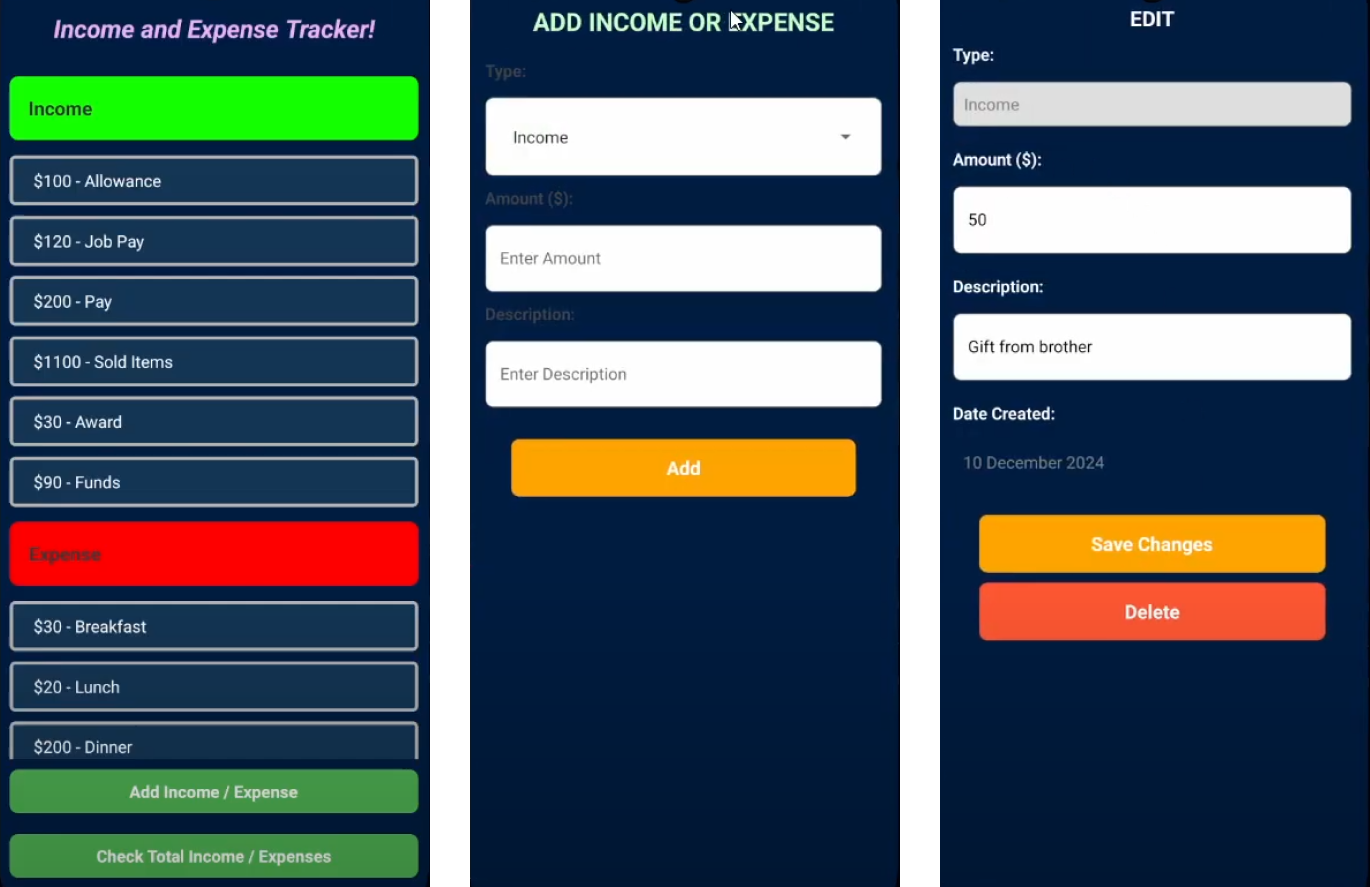 Income and Expense Tracker!
Income
$100 - Allowance
$120 - Job Pay
$200 - Pay
$1100 - Sold Items
$30 - Award
$90 - Funds
Expense
$30 - Breakfast
$20 - Lunch
$200 - Dinner
Add Income / Expense
Check Total Income / Expenses
ADD INCOME OR EXPENSE
Type:
Income
Amount ($):
Enter Amount
Description:
Enter Description
Add
EDIT
Type:
Income
Amount ($):
50
Description:
Gift from brother
Date Created:
10 December 2024
Save Changes
Delete